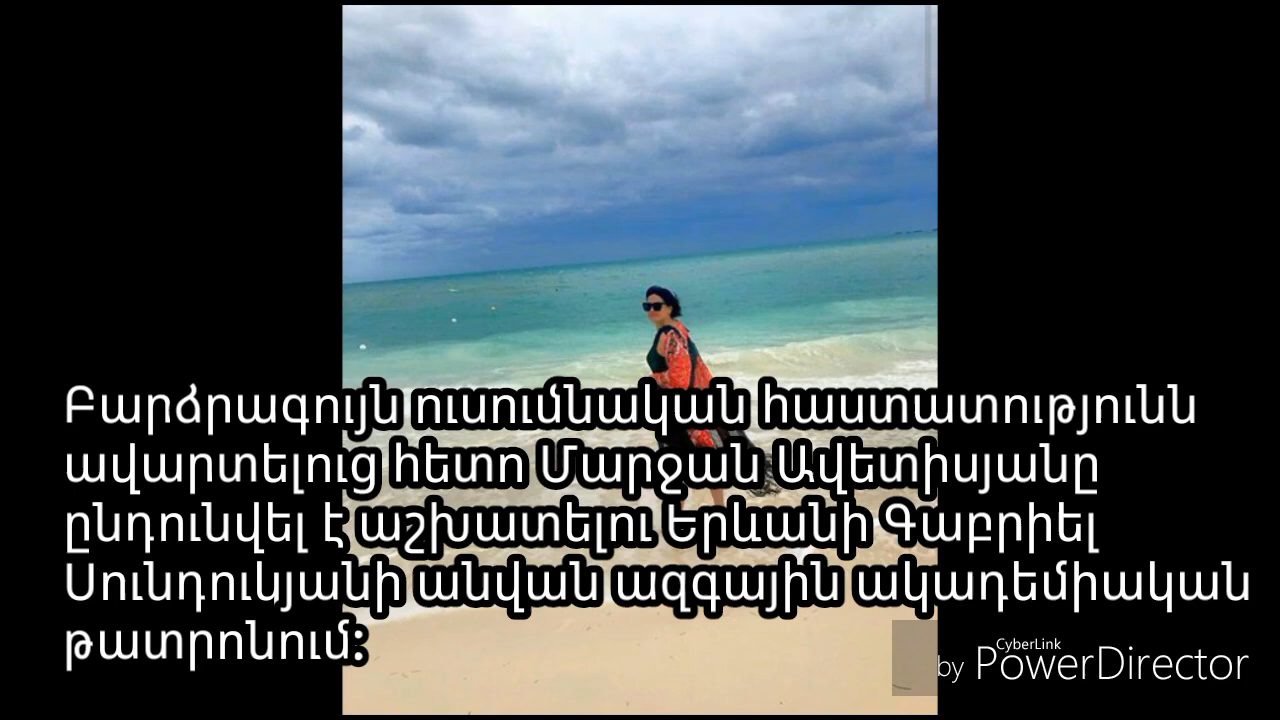 Բարձրագույն ուսումնական հաստատությունն
ավարտելուց հետո Մարջան Ավետիսյանը
ընդունվել է աշխատելու Երևանի Գաբրիել
Սունդուկյանի անվան ազգային ակադեմիական
թատրոնում:
CyberLink
by PowerDirector